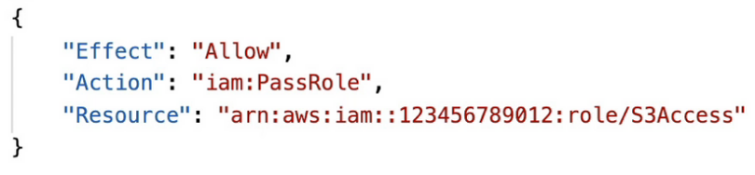 {
"Effect": "Allow",
"Action": "iam:PassRole",
"Resource": "arn:aws:iam::123456789012:role/S3Access"
}